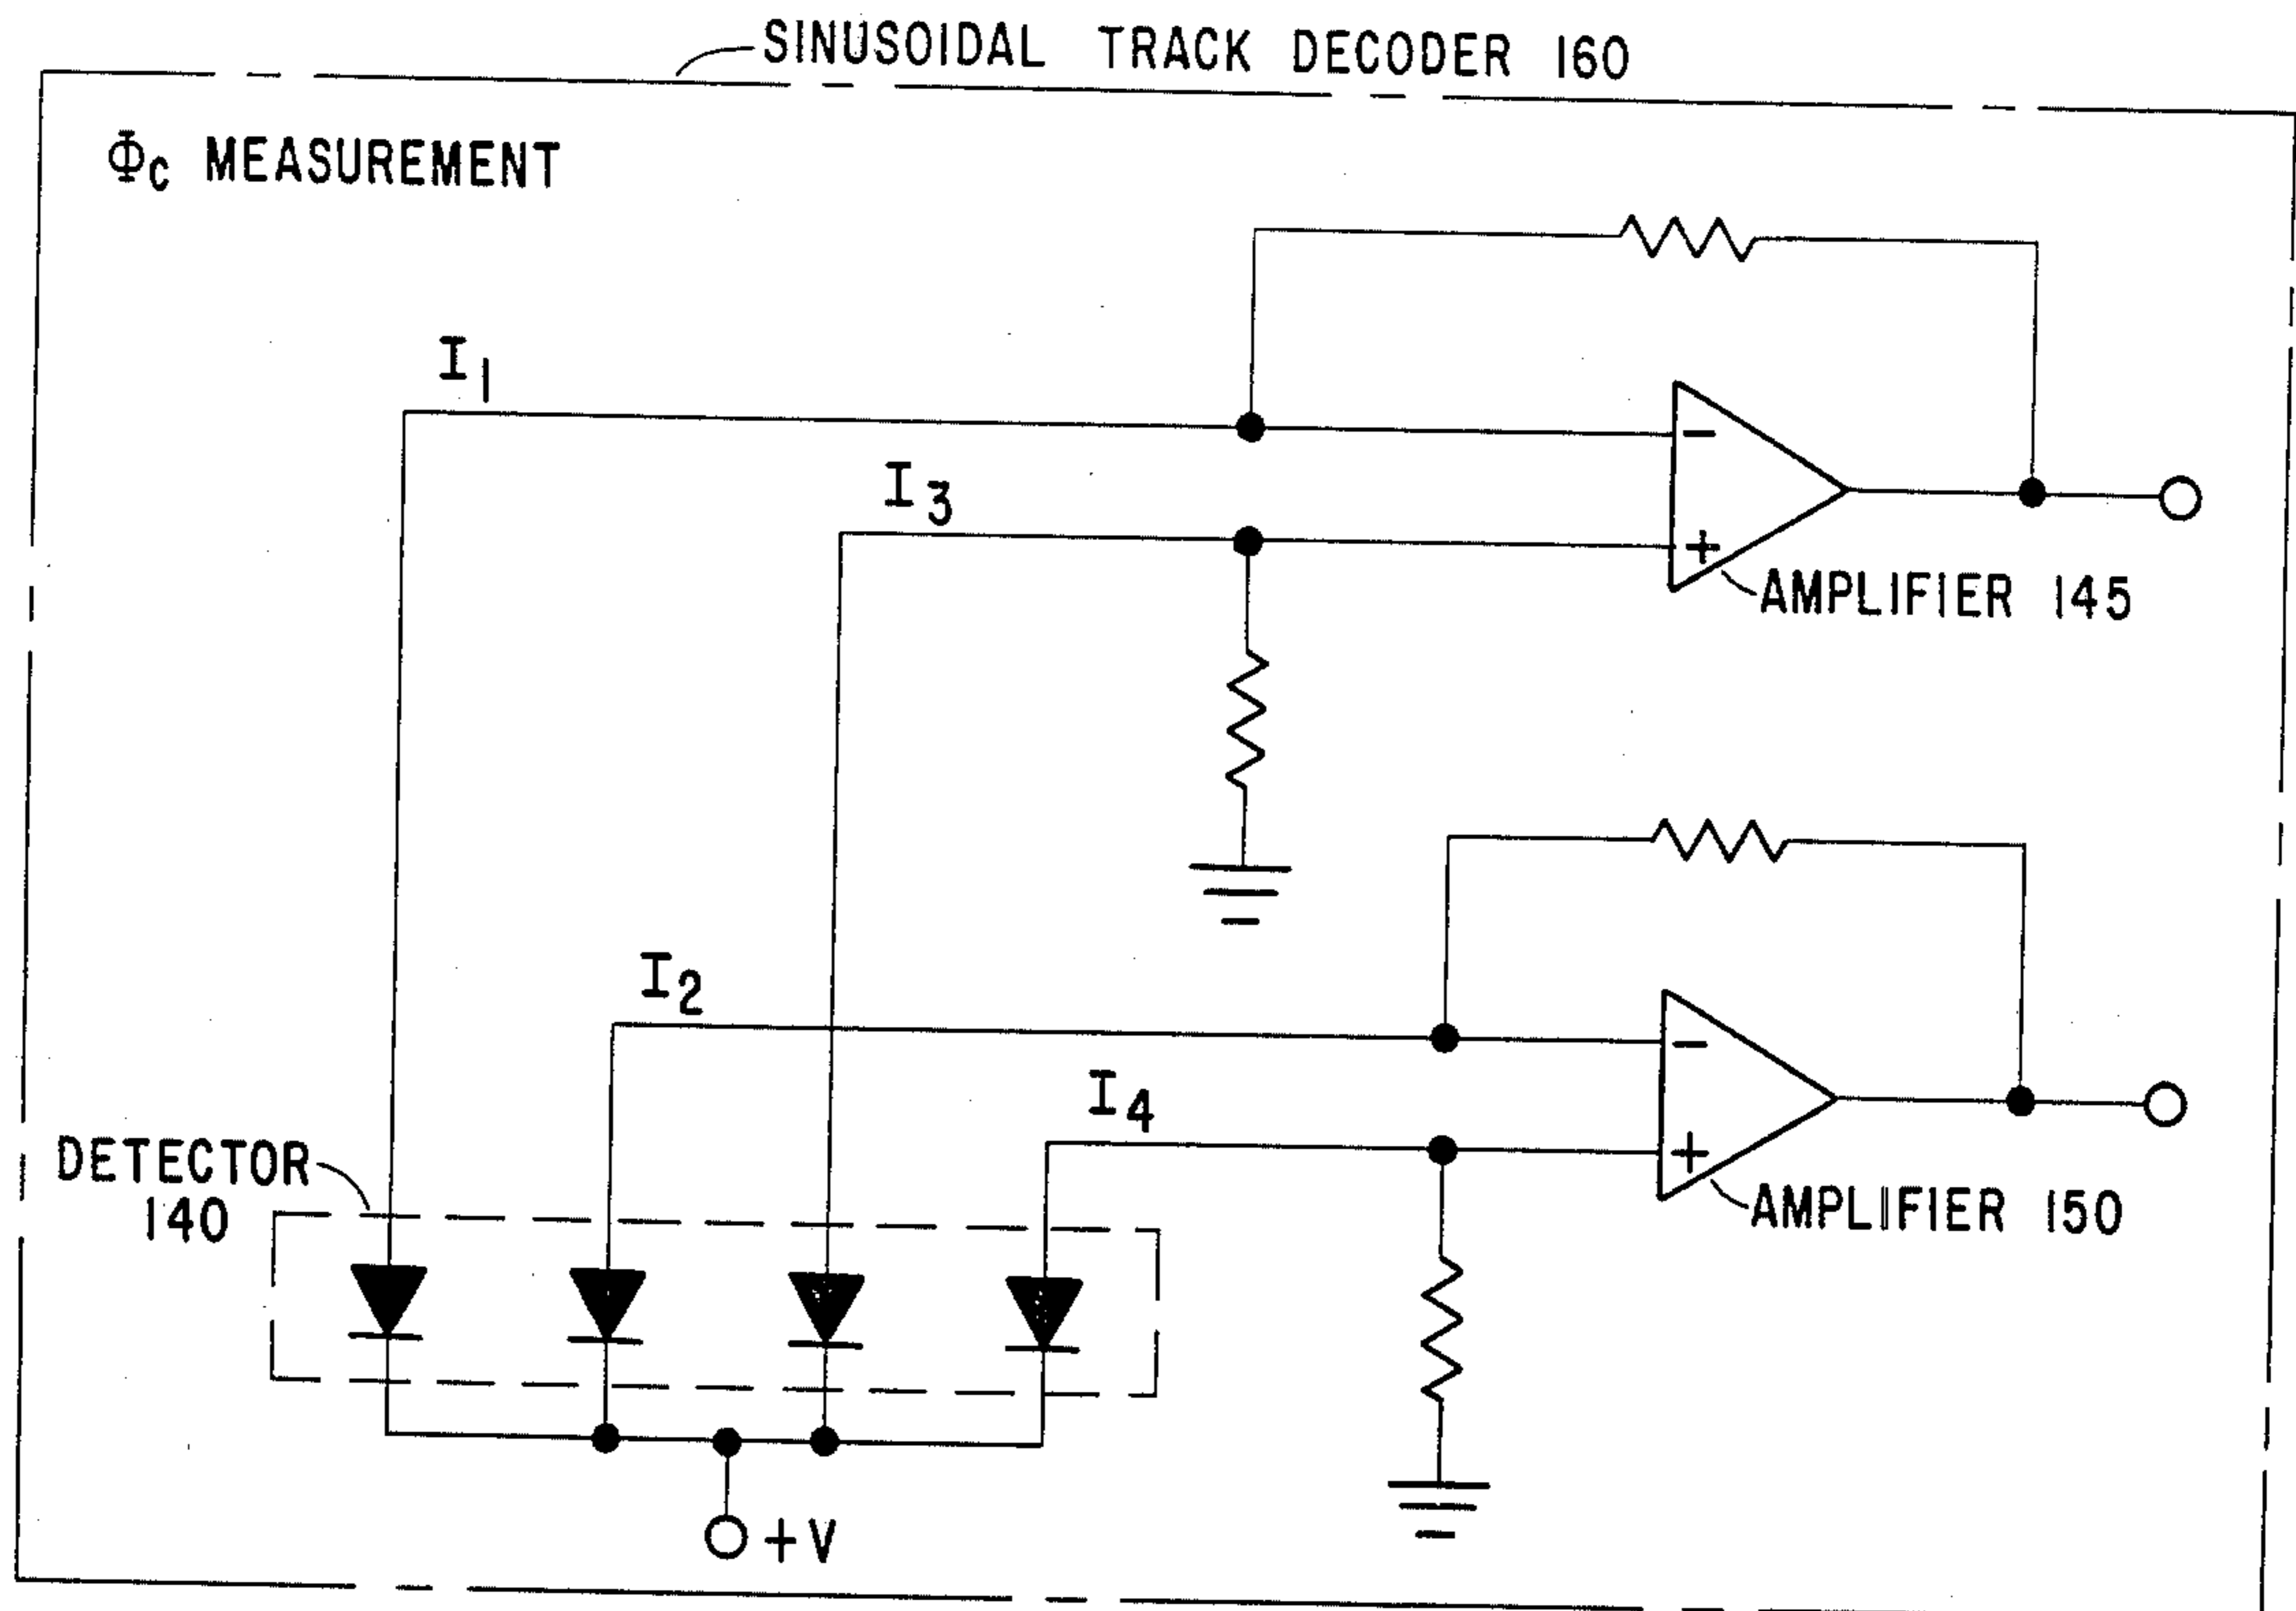 SINUSOIDAL TRACK DECODER 160
Φc MEASUREMENT
I1
I3
−
+
AMPLIFIER 145
I2
I4
−
+
AMPLIFIER 150
DETECTOR
140
+V